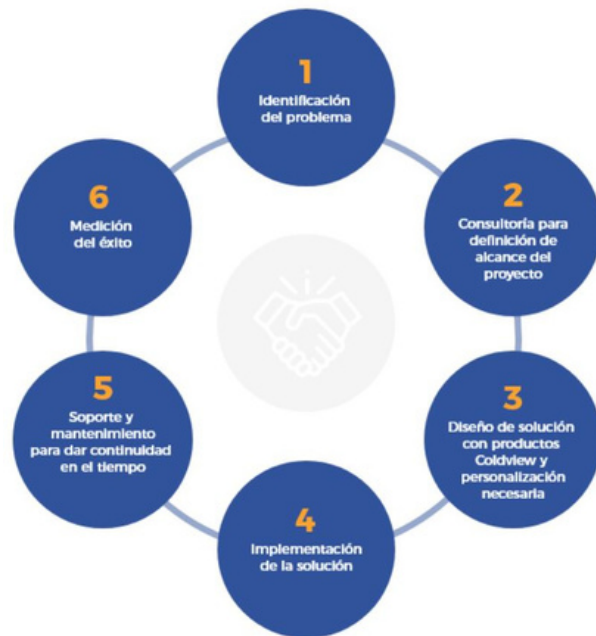 1
Identificación
del problema
2
Consultoría para
definición de
alcance del
proyecto
3
Diseño de solución
con productos
Coldview y
personalización
necesaria
4
Implementación
de la solución
5
Soporte y
mantenimiento
para dar continuidad
en el tiempo
6
Medición
del éxito